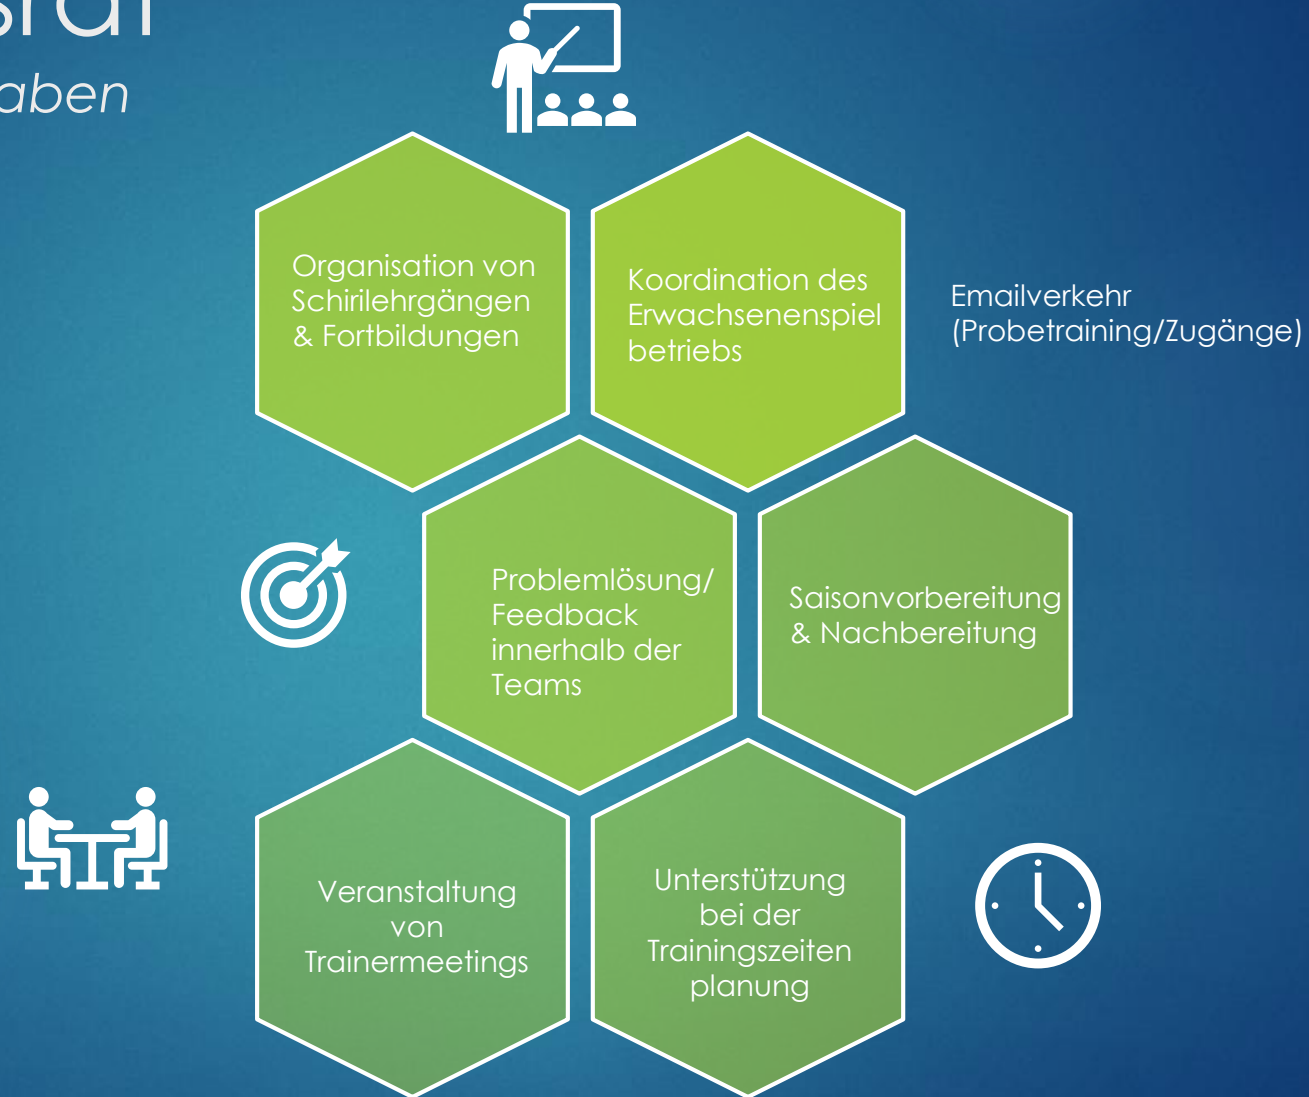 srat
aben
Organisation von
Schirilehrgängen
& Fortbildungen
Koordination des
Erwachsenenspiel
betriebs
Emailverkehr
(Probetraining/Zugänge)
Problemlösung/
Feedback
innerhalb der
Teams
Saisonvorbereitung
& Nachbereitung
Veranstaltung
von
Trainermeetings
Unterstützung
bei der
Trainingszeiten
planung